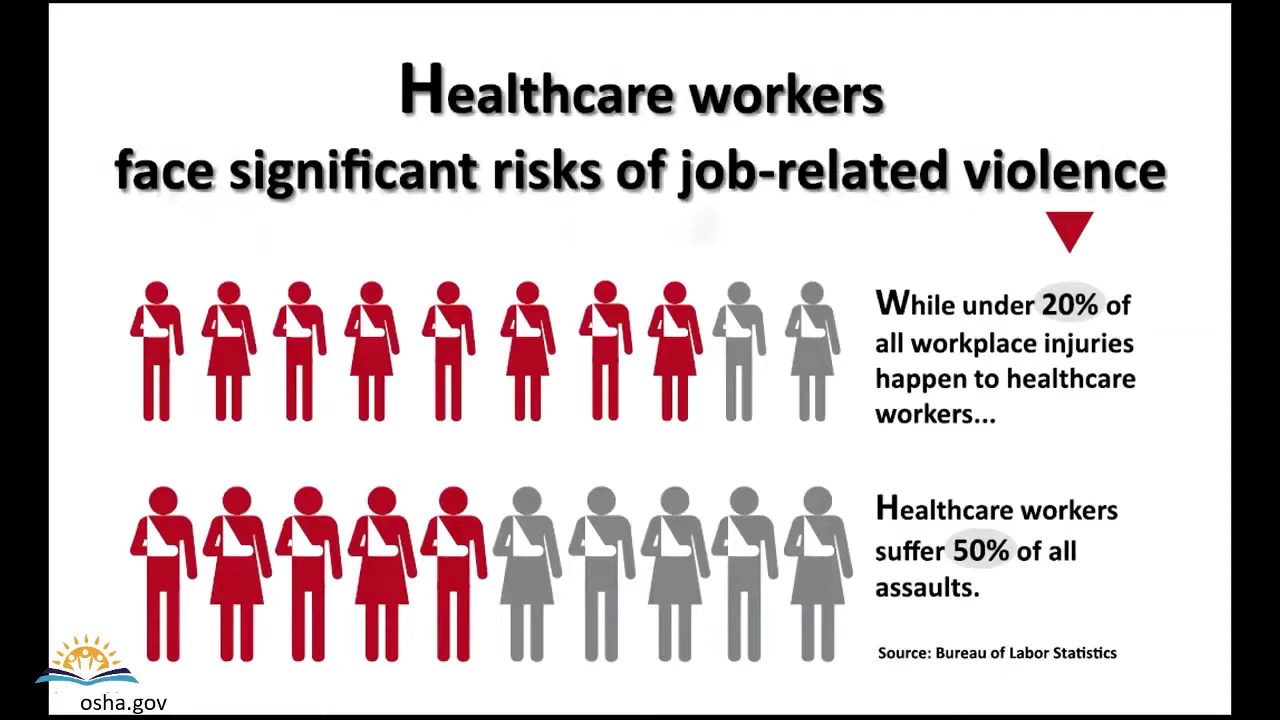 Healthcare workers
face significant risks of job-related violence
While under 20% of
all workplace injuries
happen to healthcare
workers...
Healthcare workers
suffer 50% of all
assaults.
Source: Bureau of Labor Statistics
osha.gov